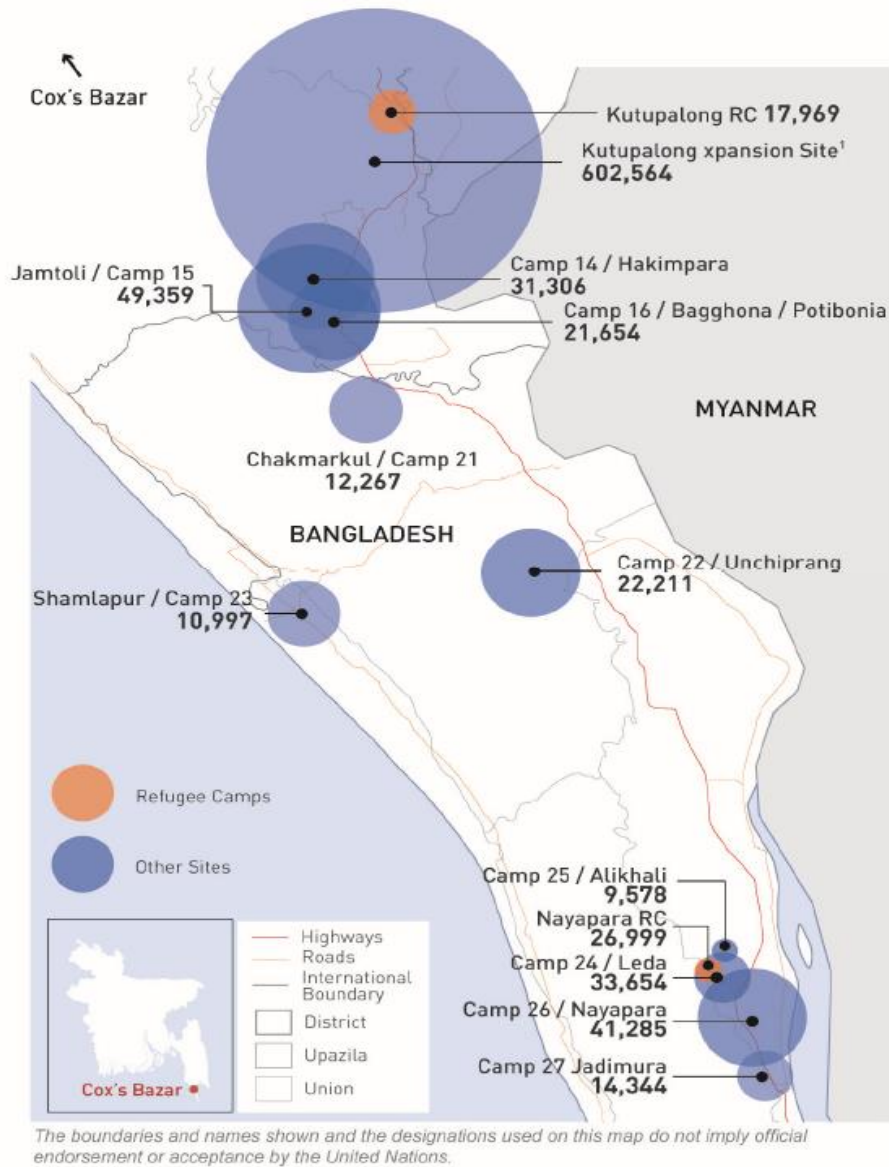 Cox's Bazar
Kutupalong RC 17,969
Kutupalong xpansion Site¹
602,564
Jamtoli / Camp 15
49,359
Camp 14 / Hakimpara
31,306
Camp 16 / Bagghona / Potibonia
21,654
MYANMAR
Chakmarkul / Camp 21
12,267
BANGLADESH
Camp 22 / Unchiprang
22,211
Shamlapur / Camp 23
10,997
Refugee Camps
Other Sites
Camp 25 / Alikhali
9,578
Nayapara RC
26,999
Camp 24 / Leda
33,654
Camp 26 / Nayapara
41,285
Camp 27 Jadimura
14,344
Highways
Roads
International
Boundary
District
Upazila
Union
Cox's Bazar
The boundaries and names shown and the designations used on this map do not imply official
endorsement or acceptance by the United Nations.